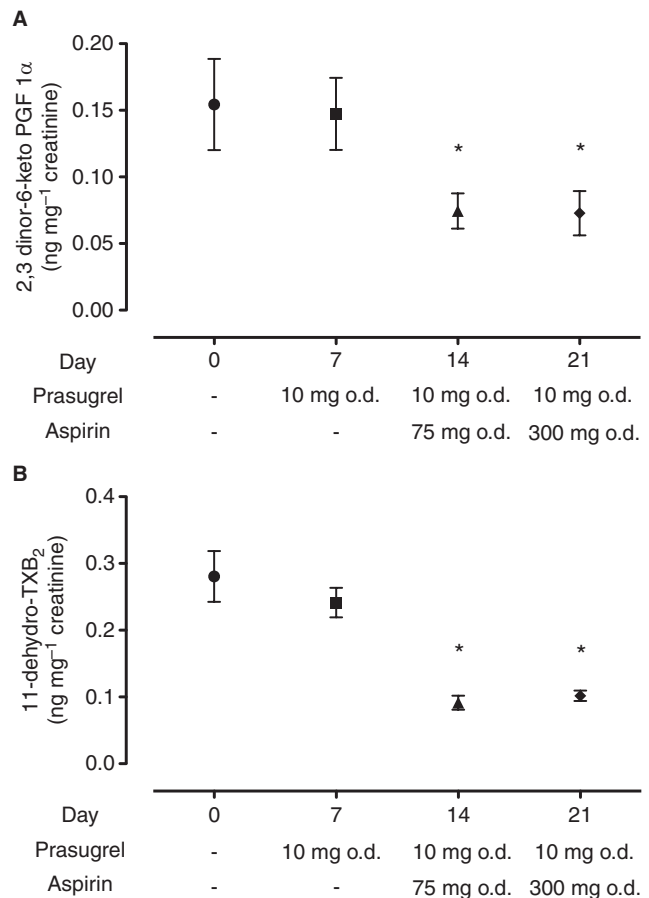 A
2,3 dinor-6-keto PGF 1α
(ng mg⁻¹ creatinine)
0.20
0.15
0.10
0.05
0.00
* *
Day 0 7 14 21
Prasugrel - 10 mg o.d. 10 mg o.d. 10 mg o.d.
Aspirin - - 75 mg o.d. 300 mg o.d.
B
11-dehydro-TXB₂
(ng mg⁻¹ creatinine)
0.4
0.3
0.2
0.1
0.0
* *
Day 0 7 14 21
Prasugrel - 10 mg o.d. 10 mg o.d. 10 mg o.d.
Aspirin - - 75 mg o.d. 300 mg o.d.